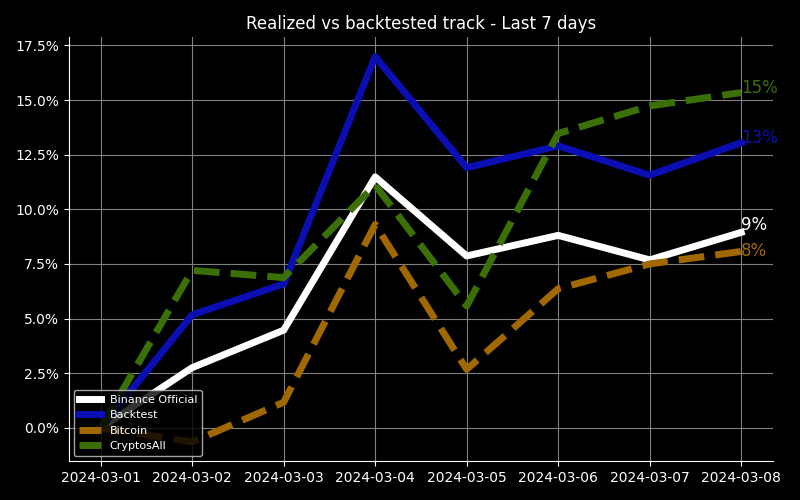 Realized vs backtested track - Last 7 days
17.5%
15.0%
12.5%
10.0%
7.5%
5.0%
2.5%
0.0%
15%
13%
9%
8%
Binance Official
Backtest
Bitcoin
CryptosAll
2024-03-01 2024-03-02 2024-03-03 2024-03-04 2024-03-05 2024-03-06 2024-03-07 2024-03-08